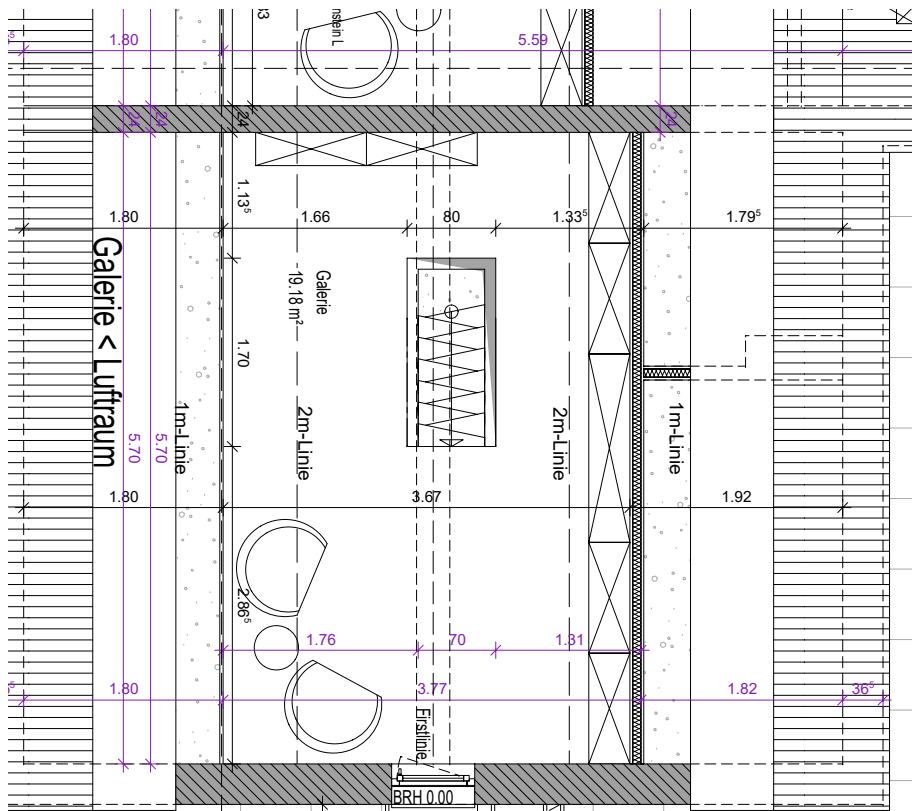 nstein L
1.80
5.59
24
24
24
24
1.13⁵
1.80
1.66
80
1.33⁵
1.79⁵
Galerie
19.18 m²
Galerie < Luftraum
1.70
1m-Linie
2m-Linie
2m-Linie
1m-Linie
5.70
5.70
1.80
3.67
1.92
2.86⁵
1.76
70
1.31
1.80
3.77
1.82
36⁵
Firstlinie
BRH 0.00